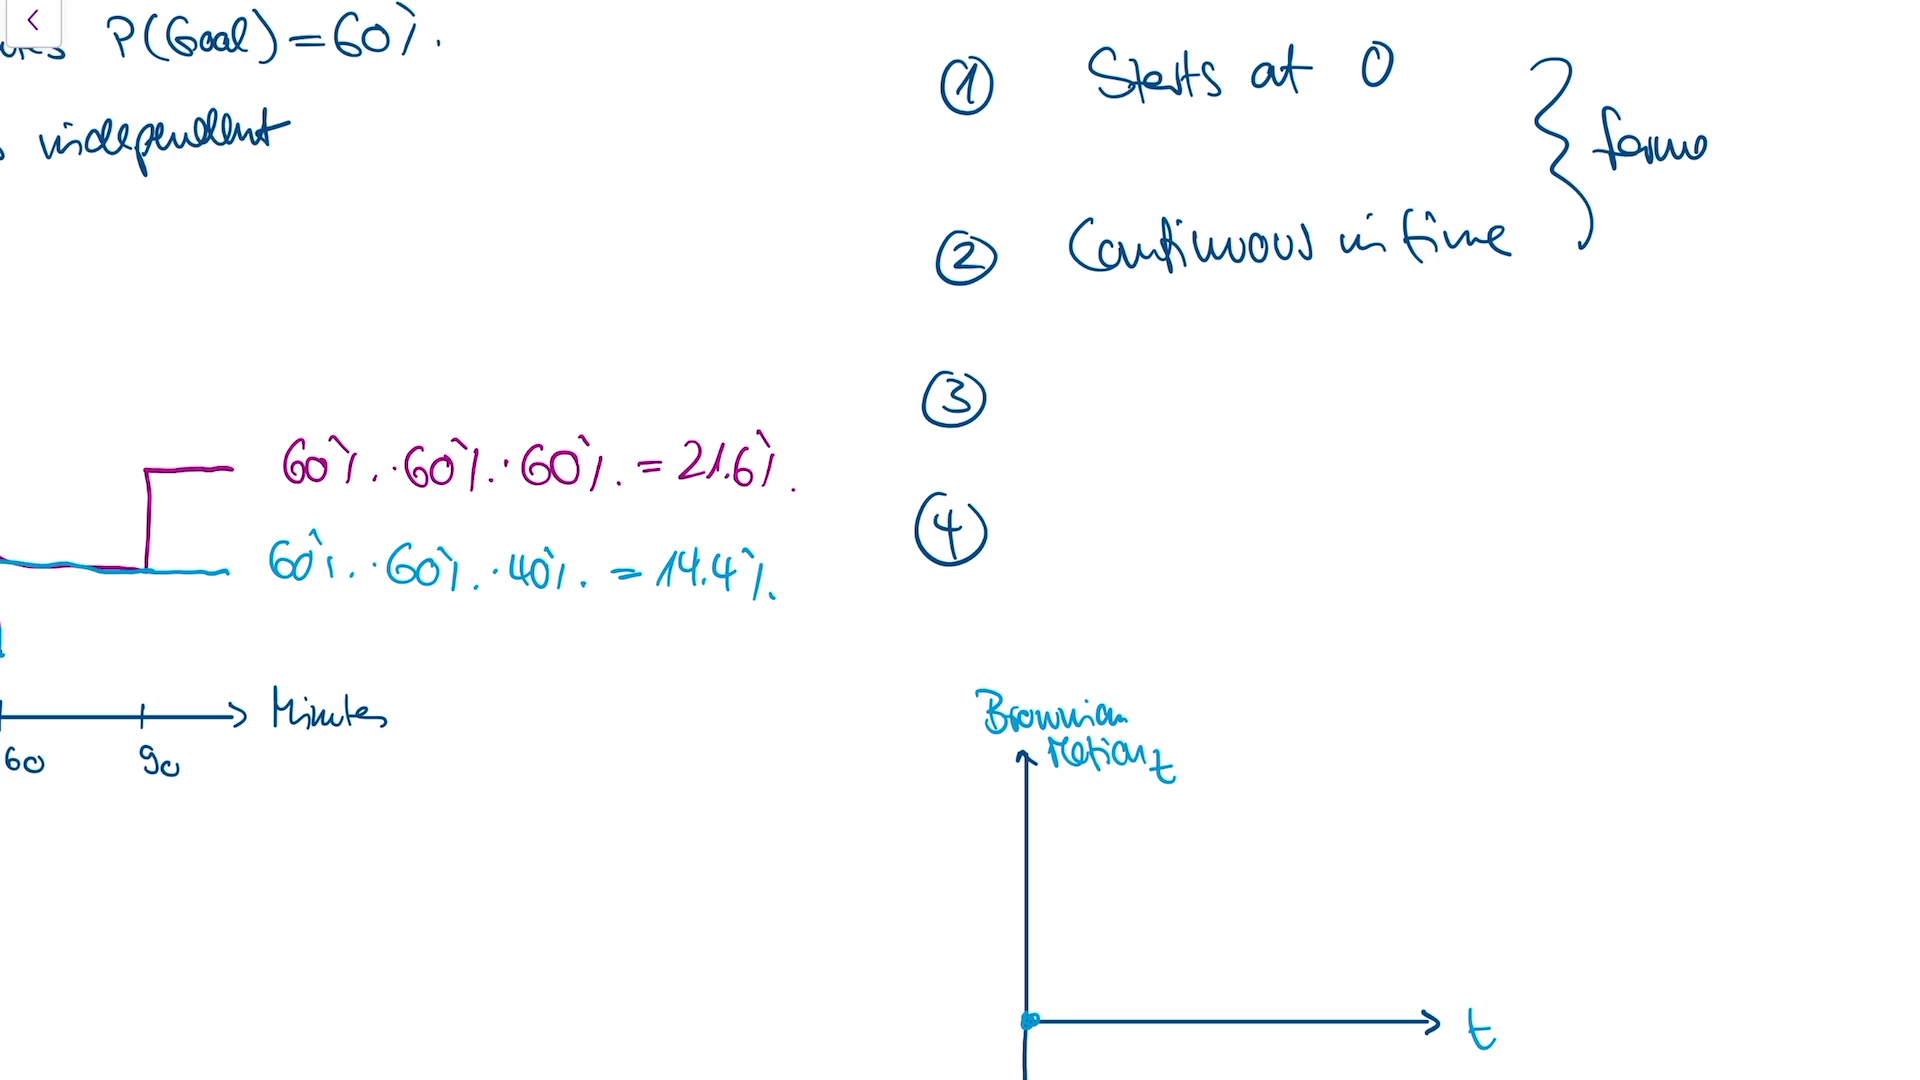 P(Goal) = 60%.
independent
60%. · 60%. · 60%. = 21.6%.
60%. · 60%. · 40%. = 14.4%.
Minutes
60 90
① Starts at 0
② Continuous in time
③
④
Brownian
Motion t
t